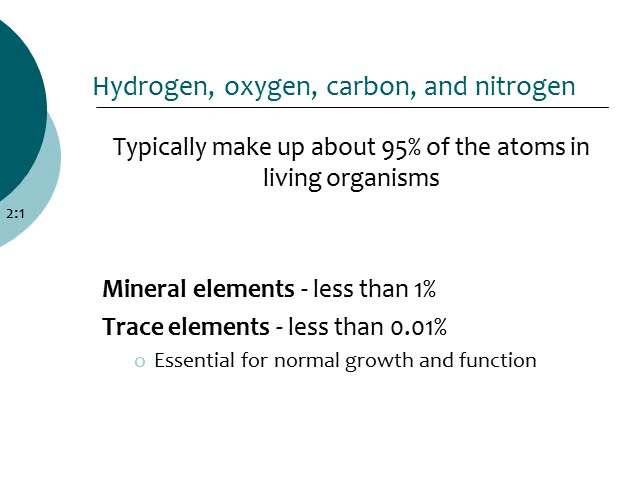 Hydrogen, oxygen, carbon, and nitrogen
Typically make up about 95% of the atoms in
living organisms
2:1
Mineral elements - less than 1%
Trace elements - less than 0.01%
o Essential for normal growth and function